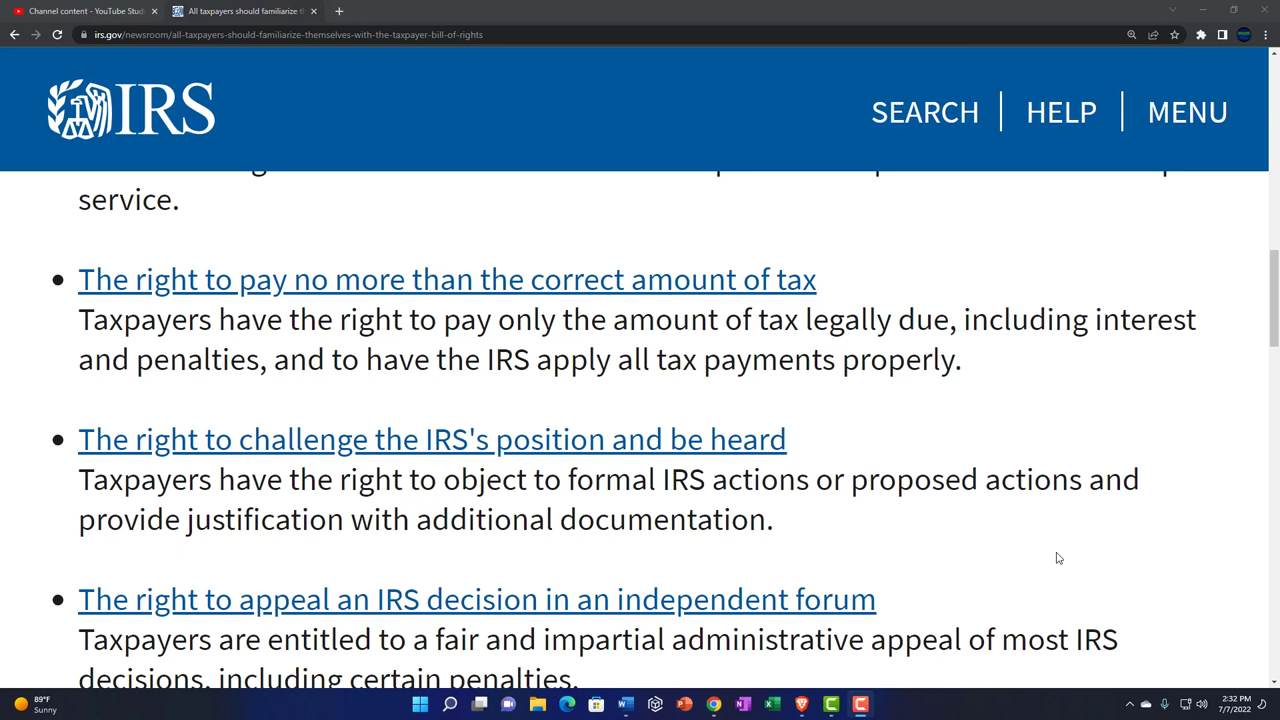 Channel content - YouTube Studi
All taxpayers should familiarize t
irs.gov/newsroom/all-taxpayers-should-familiarize-themselves-with-the-taxpayer-bill-of-rights
IRS
SEARCH
HELP
MENU
service.
• The right to pay no more than the correct amount of tax
Taxpayers have the right to pay only the amount of tax legally due, including interest
and penalties, and to have the IRS apply all tax payments properly.
• The right to challenge the IRS's position and be heard
Taxpayers have the right to object to formal IRS actions or proposed actions and
provide justification with additional documentation.
• The right to appeal an IRS decision in an independent forum
Taxpayers are entitled to a fair and impartial administrative appeal of most IRS
decisions, including certain penalties.
89°F
Sunny
2:32 PM
7/7/2022